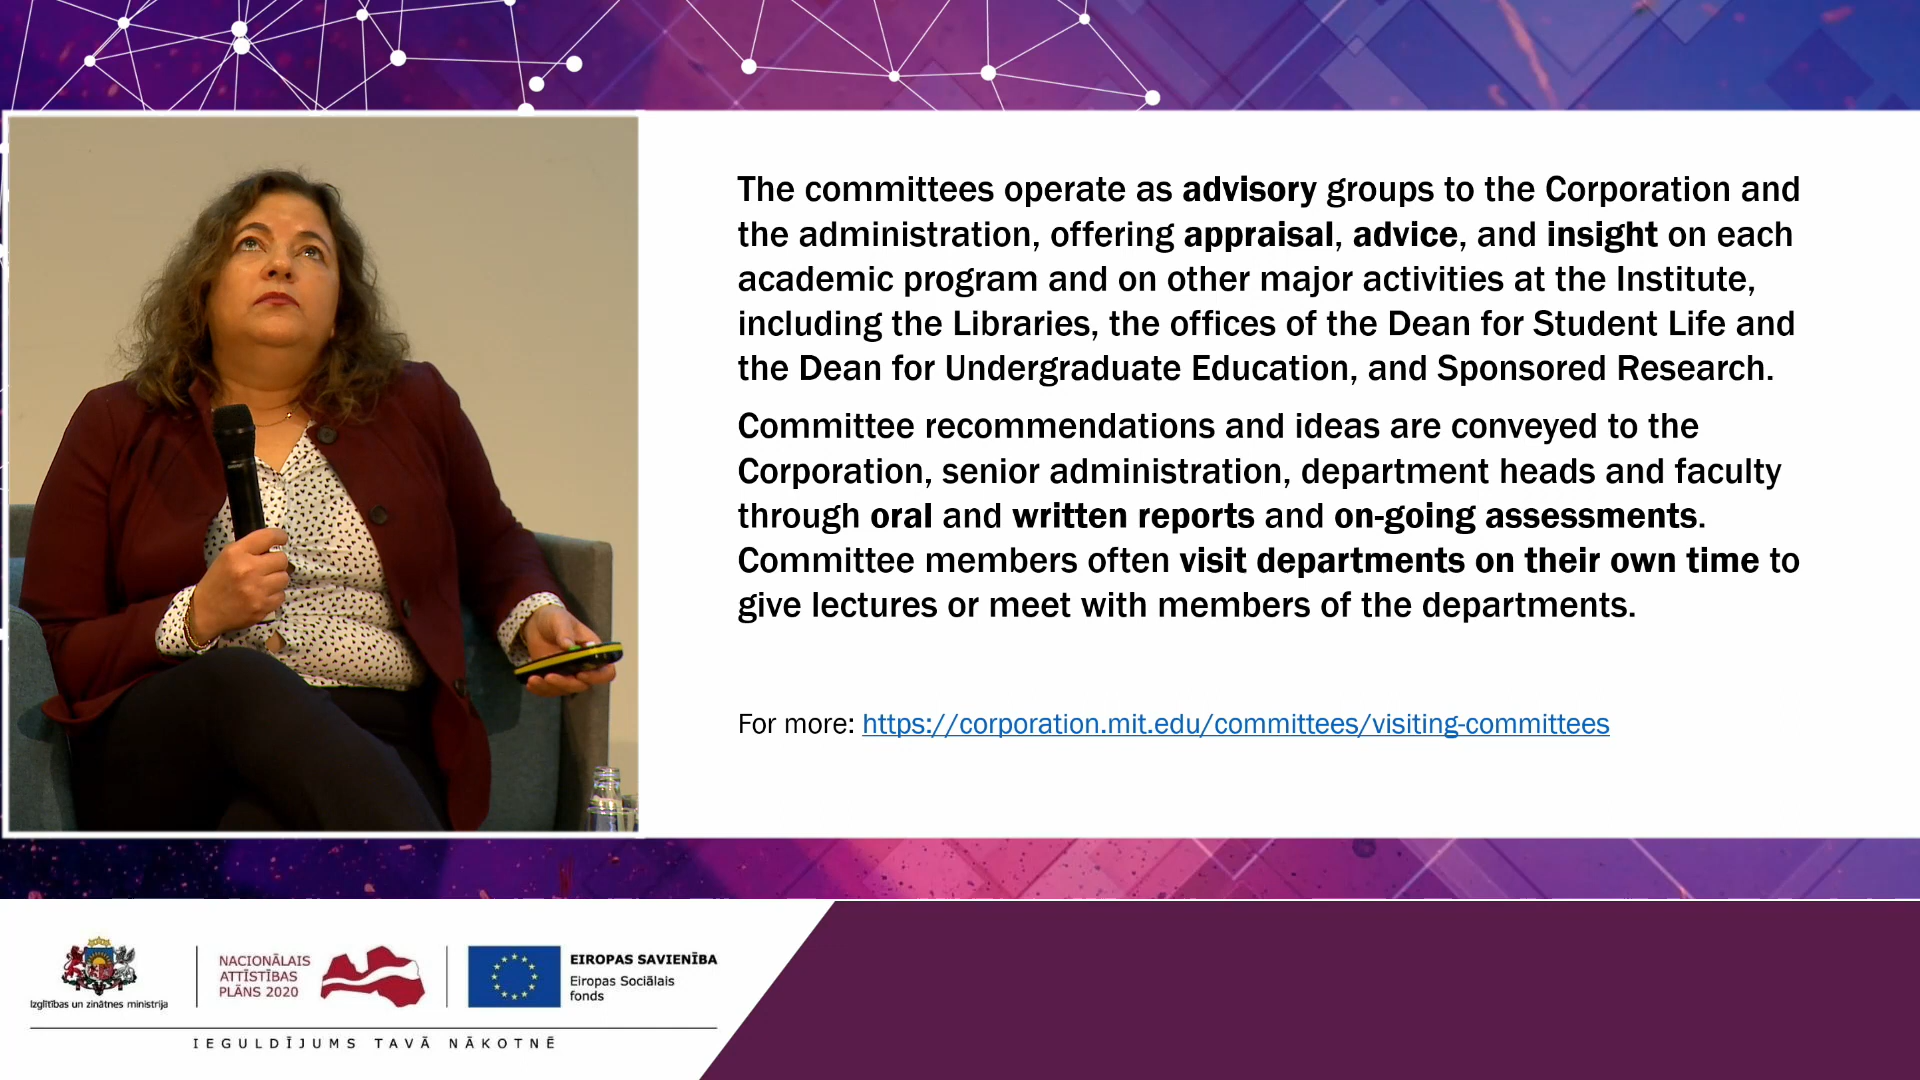 The committees operate as advisory groups to the Corporation and
the administration, offering appraisal, advice, and insight on each
academic program and on other major activities at the Institute,
including the Libraries, the offices of the Dean for Student Life and
the Dean for Undergraduate Education, and Sponsored Research.
Committee recommendations and ideas are conveyed to the
Corporation, senior administration, department heads and faculty
through oral and written reports and on-going assessments.
Committee members often visit departments on their own time to
give lectures or meet with members of the departments.
For more: https://corporation.mit.edu/committees/visiting-committees
Izglītības un zinātnes ministrija
NACIONĀLAIS
ATTĪSTĪBAS
PLĀNS 2020
EIROPAS SAVIENĪBA
Eiropas Sociālais
fonds
IEGULDĪJUMS TAVĀ NĀKOTNĒ